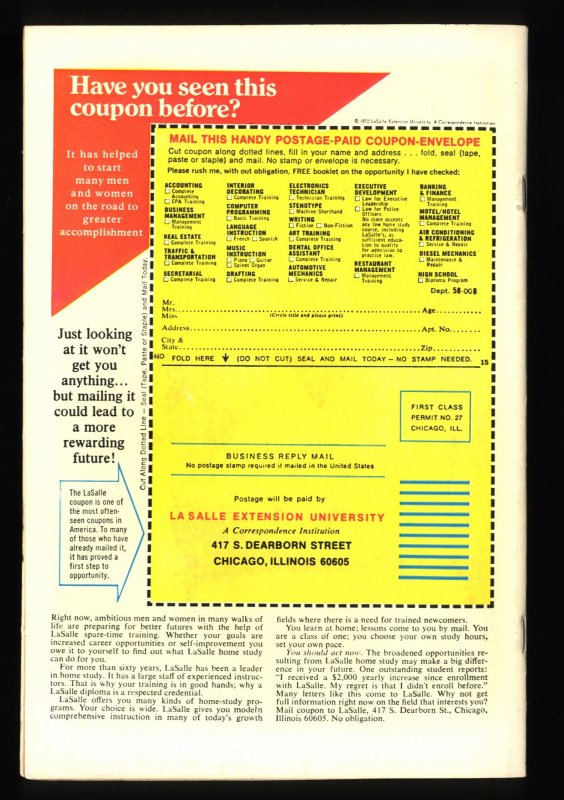 Have you seen this
coupon before?
© 1972 LaSalle Extension University A Correspondence Institution
It has helped
to start
many men
and women
on the road to
greater
accomplishment
Just looking
at it won't
get you
anything...
but mailing it
could lead to
a more
rewarding
future!
The LaSalle
coupon is one of
the most often-
seen coupons in
America. To many
of those who have
already mailed it,
it has proved a
first step to
opportunity.
Cut Along Dotted Line — Seal (Tape, Paste or Staple) and Mail Today.
MAIL THIS HANDY POSTAGE-PAID COUPON-ENVELOPE
Cut coupon along dotted lines, fill in your name and address . . . fold, seal (tape,
paste or staple) and mail. No stamp or envelope is necessary.
Please rush me, with out obligation, FREE booklet on the opportunity I have checked:
ACCOUNTING
Complete
Accounting
CPA Training
BUSINESS
MANAGEMENT
Management
Training
REAL ESTATE
Complete Training
TRAFFIC &
TRANSPORTATION
Complete Training
SECRETARIAL
Complete Training
INTERIOR
DECORATING
Complete Training
COMPUTER
PROGRAMMING
Basic Training
LANGUAGE
INSTRUCTION
French Spanish
MUSIC
INSTRUCTION
Piano Guitar
Spinet Organ
DRAFTING
Complete Training
ELECTRONICS
TECHNICIAN
Technician Training
STENOTYPE
Machine Shorthand
WRITING
Fiction Non-Fiction
ART TRAINING
Complete Training
DENTAL OFFICE
ASSISTANT
Complete Training
AUTOMOTIVE
MECHANICS
Service & Repair
EXECUTIVE
DEVELOPMENT
Law for Executive
Leadership
Law for Police
Officers
No state accepts
any law home study
course, including
LaSalle's, as
sufficient educa-
tion to qualify
for admission to
practice law.
RESTAURANT
MANAGEMENT
Management
Training
BANKING
& FINANCE
Management
Training
MOTEL/HOTEL
MANAGEMENT
Complete Training
AIR CONDITIONING
& REFRIGERATION
Service & Repair
DIESEL MECHANICS
Maintenance &
Repair
HIGH SCHOOL
Diploma Program
Dept. 58-068
Mr.
Mrs. Age
Miss (Circle title and please print)
Address Apt. No.
City &
State Zip
46D FOLD HERE (DO NOT CUT) SEAL AND MAIL TODAY — NO STAMP NEEDED. 15
FIRST CLASS
PERMIT NO. 27
CHICAGO, ILL.
BUSINESS REPLY MAIL
No postage stamp required if mailed in the United States
Postage will be paid by
LA SALLE EXTENSION UNIVERSITY
A Correspondence Institution
417 S. DEARBORN STREET
CHICAGO, ILLINOIS 60605
Right now, ambitious men and women in many walks of
life are preparing for better futures with the help of
LaSalle spare-time training. Whether your goals are
increased career opportunities or self-improvement you
owe it to yourself to find out what LaSalle home study
can do for you.
For more than sixty years, LaSalle has been a leader
in home study. It has a large staff of experienced instruc-
tors. That is why your training is in good hands; why a
LaSalle diploma is a respected credential.
LaSalle offers you many kinds of home-study pro-
grams. Your choice is wide. LaSalle gives you modern
comprehensive instruction in many of today's growth
fields where there is a need for trained newcomers.
You learn at home; lessons come to you by mail. You
are a class of one; you choose your own study hours,
set your own pace.
You should act now. The broadened opportunities re-
sulting from LaSalle home study may make a big differ-
ence in your future. One outstanding student reports:
"I received a $2,000 yearly increase since enrollment
with LaSalle. My regret is that I didn't enroll before."
Many letters like this come to LaSalle. Why not get
full information right now on the field that interests you?
Mail coupon to LaSalle, 417 S. Dearborn St., Chicago,
Illinois 60605. No obligation.